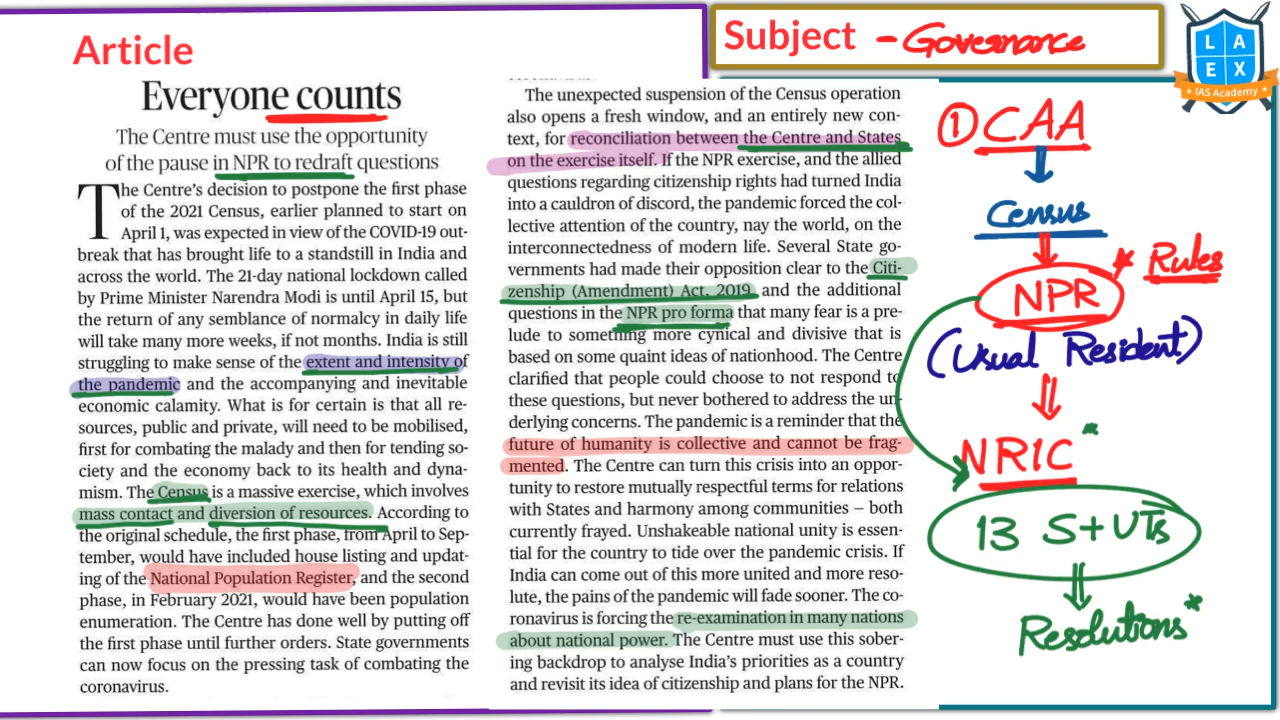 Article
Subject - Governance
L A
E X
IAS Academy
Everyone counts
The Centre must use the opportunity
of the pause in NPR to redraft questions
The Centre's decision to postpone the first phase
of the 2021 Census, earlier planned to start on
April 1, was expected in view of the COVID-19 out-
break that has brought life to a standstill in India and
across the world. The 21-day national lockdown called
by Prime Minister Narendra Modi is until April 15, but
the return of any semblance of normalcy in daily life
will take many more weeks, if not months. India is still
struggling to make sense of the extent and intensity of
the pandemic and the accompanying and inevitable
economic calamity. What is for certain is that all re-
sources, public and private, will need to be mobilised,
first for combating the malady and then for tending so-
ciety and the economy back to its health and dyna-
mism. The Census is a massive exercise, which involves
mass contact and diversion of resources. According to
the original schedule, the first phase, from April to Sep-
tember, would have included house listing and updat-
ing of the National Population Register, and the second
phase, in February 2021, would have been population
enumeration. The Centre has done well by putting off
the first phase until further orders. State governments
can now focus on the pressing task of combating the
coronavirus.
The unexpected suspension of the Census operation
also opens a fresh window, and an entirely new con-
text, for reconciliation between the Centre and States
on the exercise itself. If the NPR exercise, and the allied
questions regarding citizenship rights had turned India
into a cauldron of discord, the pandemic forced the col-
lective attention of the country, nay the world, on the
interconnectedness of modern life. Several State go-
vernments had made their opposition clear to the Citi-
zenship (Amendment) Act, 2019, and the additional
questions in the NPR pro forma that many fear is a pre-
lude to something more cynical and divisive that is
based on some quaint ideas of nationhood. The Centre
clarified that people could choose to not respond to
these questions, but never bothered to address the un-
derlying concerns. The pandemic is a reminder that the
future of humanity is collective and cannot be frag-
mented. The Centre can turn this crisis into an oppor-
tunity to restore mutually respectful terms for relations
with States and harmony among communities – both
currently frayed. Unshakeable national unity is essen-
tial for the country to tide over the pandemic crisis. If
India can come out of this more united and more reso-
lute, the pains of the pandemic will fade sooner. The co-
ronavirus is forcing the re-examination in many nations
about national power. The Centre must use this sober-
ing backdrop to analyse India's priorities as a country
and revisit its idea of citizenship and plans for the NPR.
① CAA
Census
NPR * Rules
(Usual Resident)
NRIC *
13 S+UTs
Resolutions *